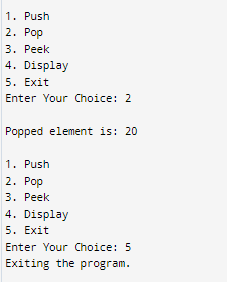 1. Push
2. Pop
3. Peek
4. Display
5. Exit
Enter Your Choice: 2
Popped element is: 20
1. Push
2. Pop
3. Peek
4. Display
5. Exit
Enter Your Choice: 5
Exiting the program.